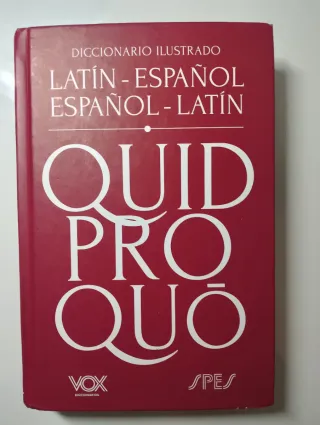 DICCIONARIO ILUSTRADO
LATÍN - ESPAÑOL
ESPAÑOL - LATÍN
QUID
PRO
QUŌ
VOX
SPES